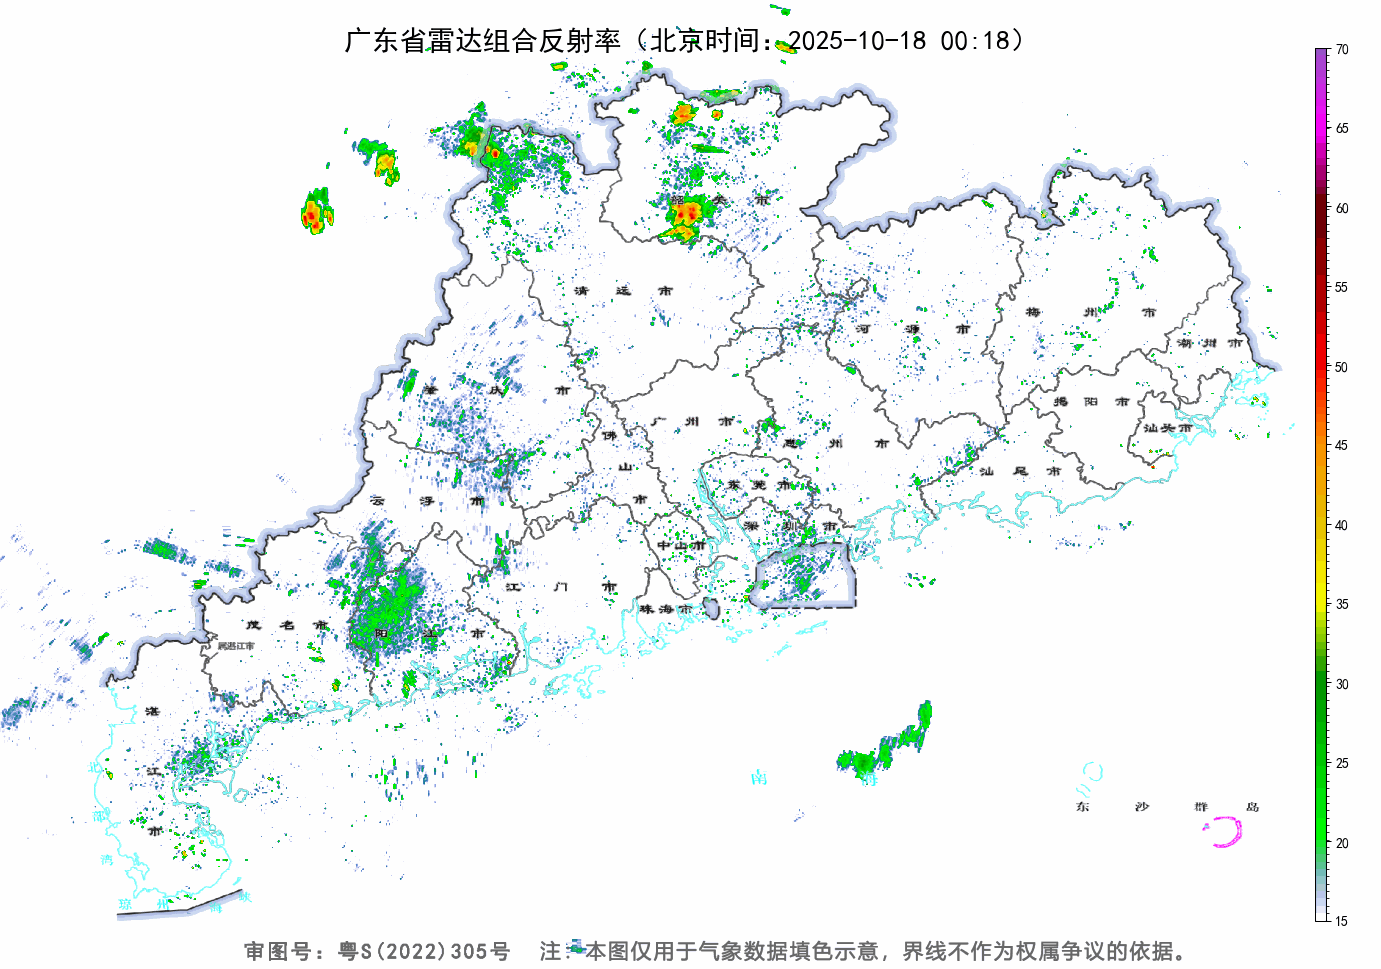 广东省雷达组合反射率（北京时间：2025-10-18 00:18）
70
65
60
55
50
45
40
35
30
25
20
15
韶关市
清远市
河源市
梅州市
潮州市
肇庆市
广州市
佛山市
惠州市
揭阳市
汕头市
汕尾市
云浮市
东莞市
深圳市
中山市
江门市
珠海市
茂名市
属湛江市
阳江市
湛江市
北部湾
琼州海峡
南海
东沙群岛
审图号：粤S(2022)305号 注：本图仅用于气象数据填色示意，界线不作为权属争议的依据。